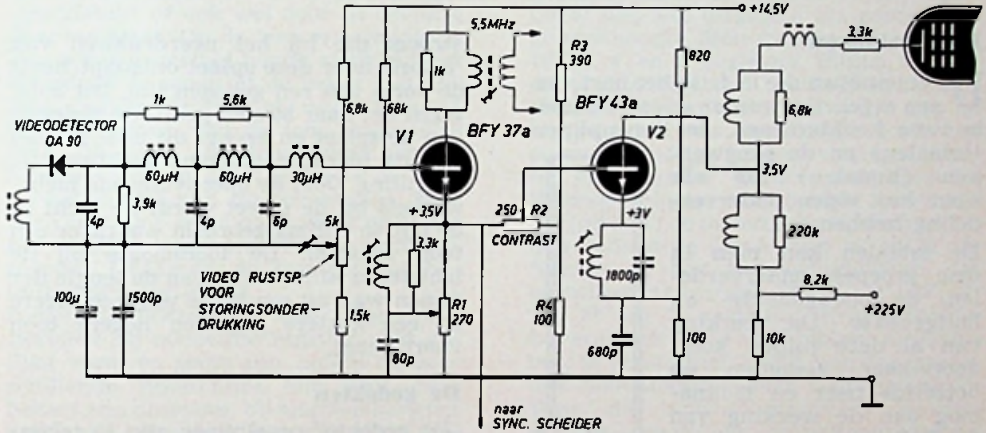 +14,5V
5,5MHz
3,3k
1k
R3
390
820
6,8k
6,8k
68k
1k
5,6k
BFY 37a
BFY 43a
VIDEODETECTOR
OA 90
V1
V2
60µH
60µH
30µH
3,5V
4p
3,9k
4p
6p
+3,5V
+3V
250
R2
CONTRAST
5k
3,3k
1800p
220k
VIDEO RUSTSP.
VOOR
STORINGSONDER-
DRUKKING
8,2k
+225V
100µ
1500p
1,5k
R1
270
R4
100
80p
680p
100
10k
naar
SYNC. SCHEIDER